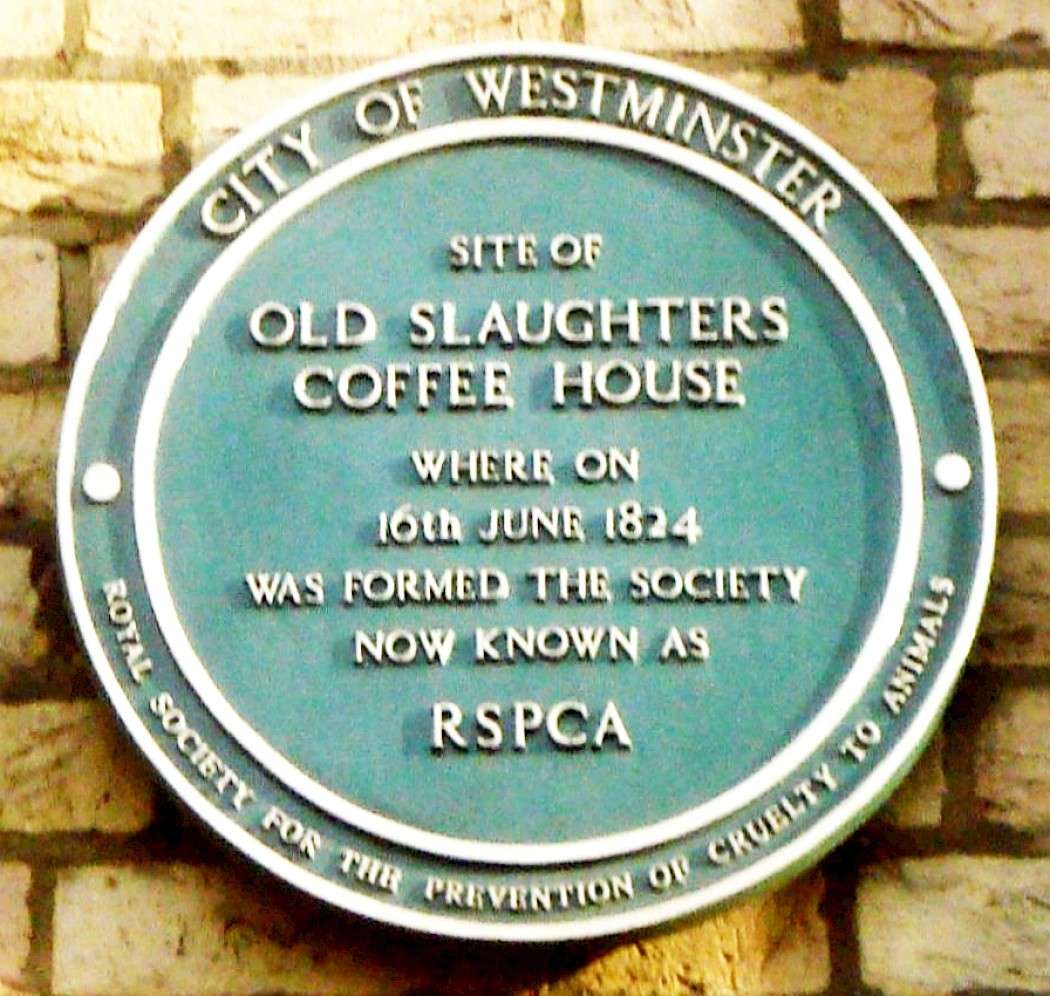 CITY OF WESTMINSTER
SITE OF
OLD SLAUGHTERS
COFFEE HOUSE
WHERE ON
16th JUNE 1824
WAS FORMED THE SOCIETY
NOW KNOWN AS
RSPCA
ROYAL SOCIETY FOR THE PREVENTION OF CRUELTY TO ANIMALS